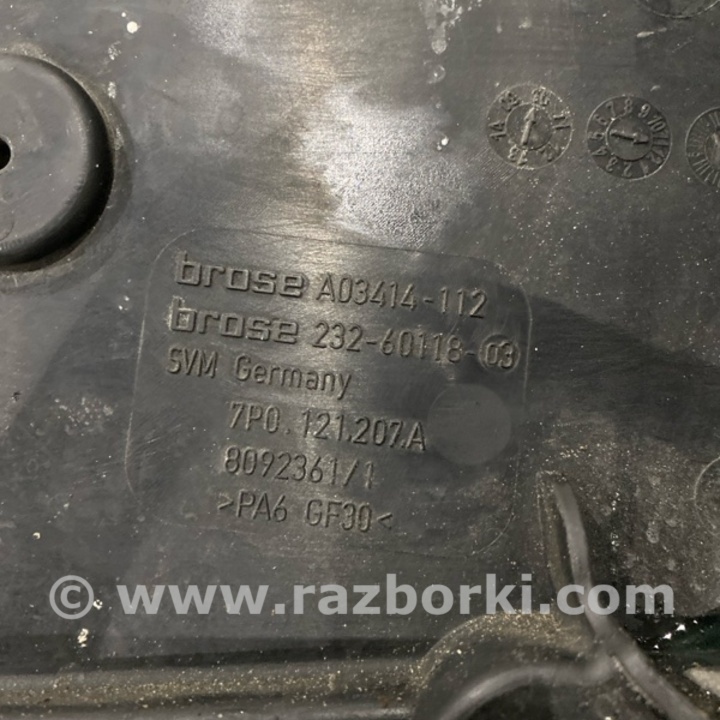 brose A03414-112
brose 232-60118-03
SVM Germany
7P0.121.207.A
8092361/1
>PA6 GF30<
© www.razborki.com